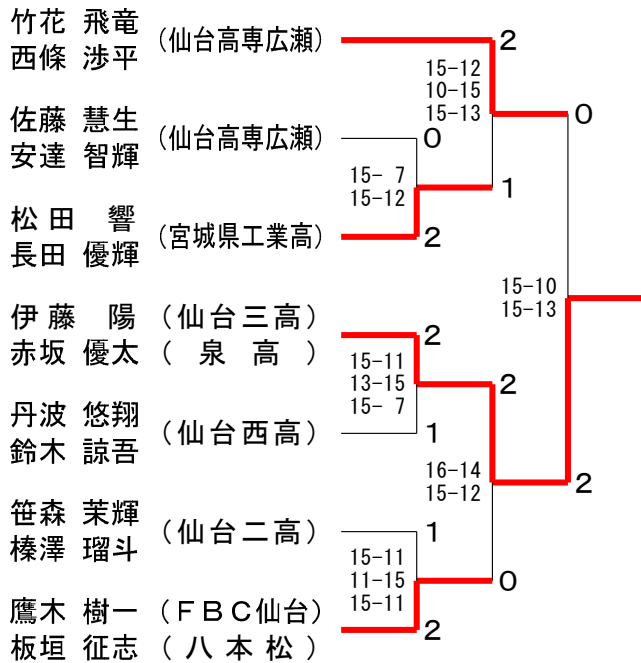 竹花 飛竜 (仙台高専広瀬)
西條 渉平
佐藤 慧生 (仙台高専広瀬)
安達 智輝
松田 響 (宮城県工業高)
長田 優輝
伊藤 陽 (仙台三高)
赤坂 優太 (泉高)
丹波 悠翔 (仙台西高)
鈴木 諒吾
笹森 茉輝 (仙台二高)
榛澤 瑠斗
鷹木 樹一 (FBC仙台)
板垣 征志 (八本松)
0
15- 7
15-12
2
2
15-11
13-15
15- 7
1
1
15-11
11-15
15-11
2
2
15-12
10-15
15-13
1
2
16-14
15-12
0
0
15-10
15-13
2